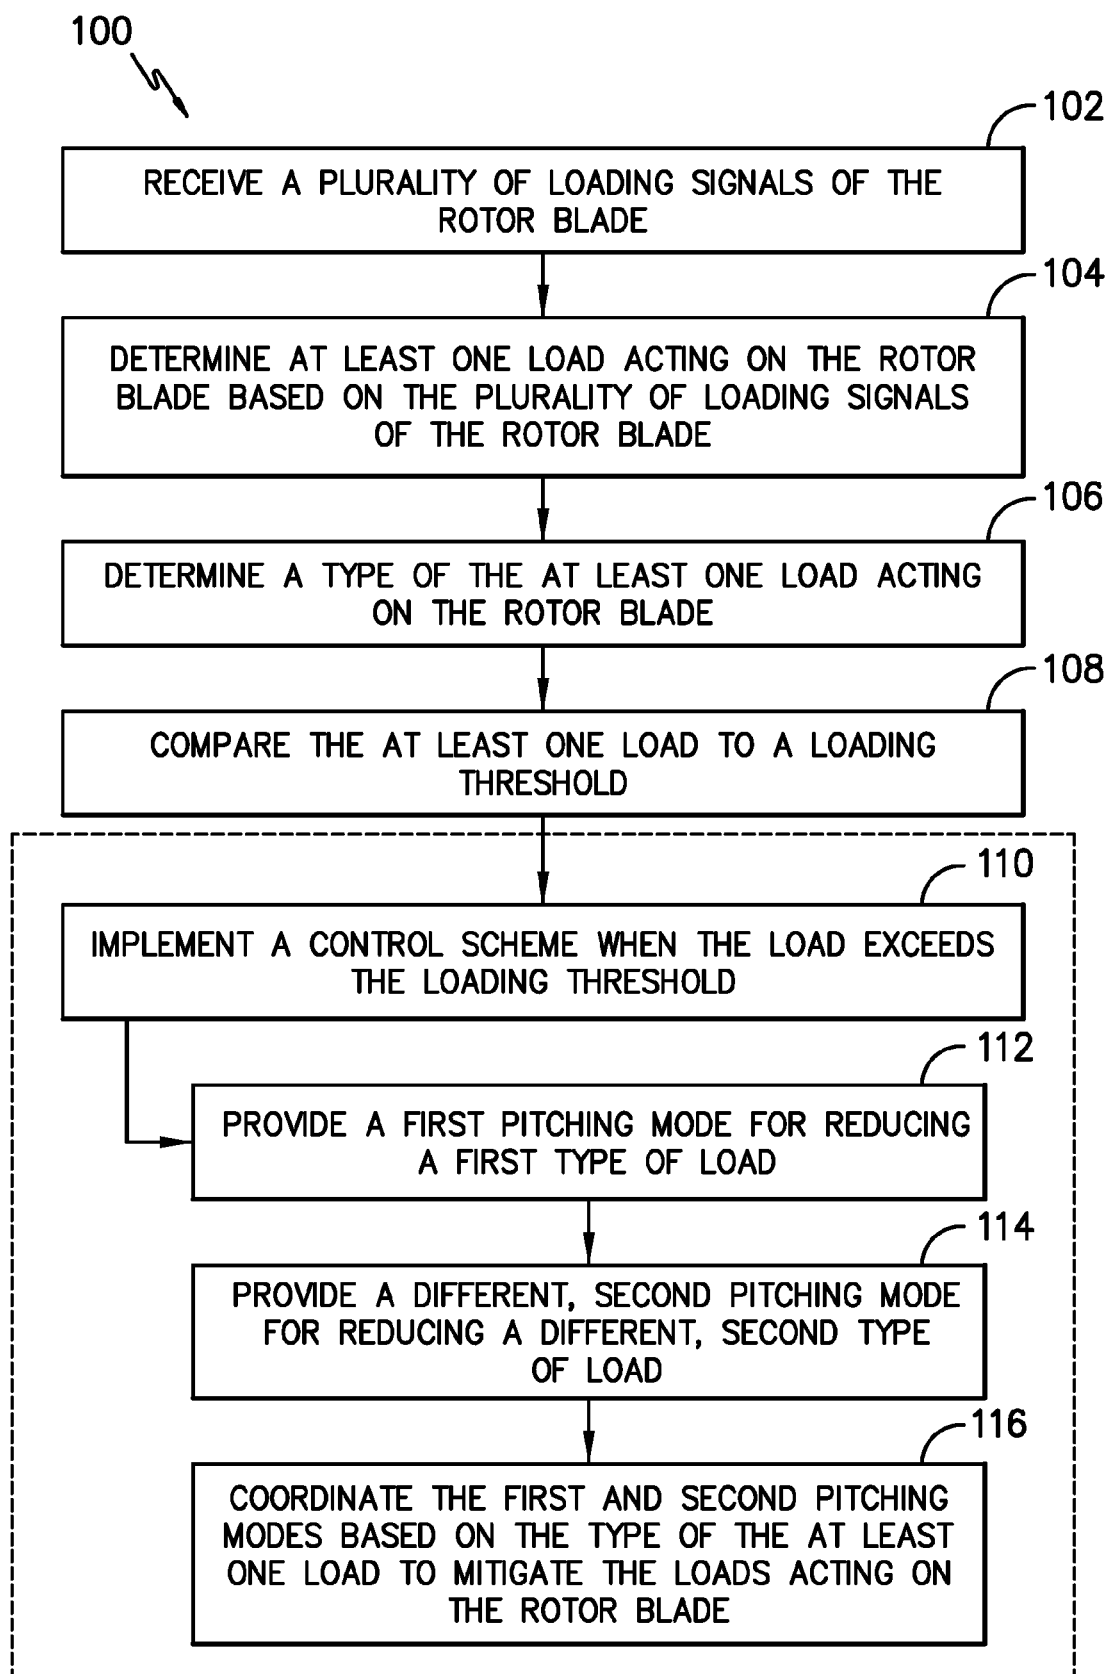 100
102
RECEIVE A PLURALITY OF LOADING SIGNALS OF THE
ROTOR BLADE
104
DETERMINE AT LEAST ONE LOAD ACTING ON THE ROTOR
BLADE BASED ON THE PLURALITY OF LOADING SIGNALS
OF THE ROTOR BLADE
106
DETERMINE A TYPE OF THE AT LEAST ONE LOAD ACTING
ON THE ROTOR BLADE
108
COMPARE THE AT LEAST ONE LOAD TO A LOADING
THRESHOLD
110
IMPLEMENT A CONTROL SCHEME WHEN THE LOAD EXCEEDS
THE LOADING THRESHOLD
112
PROVIDE A FIRST PITCHING MODE FOR REDUCING
A FIRST TYPE OF LOAD
114
PROVIDE A DIFFERENT, SECOND PITCHING MODE
FOR REDUCING A DIFFERENT, SECOND TYPE
OF LOAD
116
COORDINATE THE FIRST AND SECOND PITCHING
MODES BASED ON THE TYPE OF THE AT LEAST
ONE LOAD TO MITIGATE THE LOADS ACTING ON
THE ROTOR BLADE